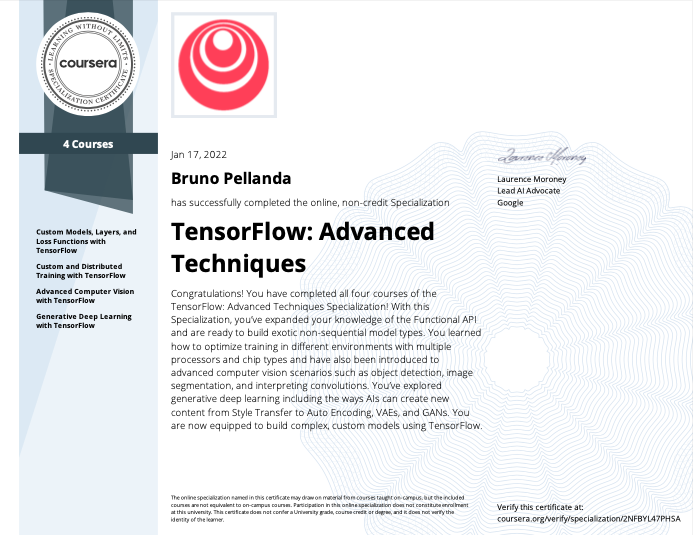 LEARNING WITHOUT LIMITS
coursera
SPECIALIZATION CERTIFICATE
4 Courses
Custom Models, Layers, and
Loss Functions with
TensorFlow
Custom and Distributed
Training with TensorFlow
Advanced Computer Vision
with TensorFlow
Generative Deep Learning
with TensorFlow
Jan 17, 2022
Bruno Pellanda
has successfully completed the online, non-credit Specialization
TensorFlow: Advanced
Techniques
Congratulations! You have completed all four courses of the
TensorFlow: Advanced Techniques Specialization! With this
Specialization, you’ve expanded your knowledge of the Functional API
and are ready to build exotic non-sequential model types. You learned
how to optimize training in different environments with multiple
processors and chip types and have also been introduced to
advanced computer vision scenarios such as object detection, image
segmentation, and interpreting convolutions. You’ve explored
generative deep learning including the ways AIs can create new
content from Style Transfer to Auto Encoding, VAEs, and GANs. You
are now equipped to build complex, custom models using TensorFlow.
Laurence Moroney
Laurence Moroney
Lead AI Advocate
Google
The online specialization named in this certificate may draw on material from courses taught on-campus, but the included
courses are not equivalent to on-campus courses. Participation in this online specialization does not constitute enrollment
at this university. This certificate does not confer a University grade, course credit or degree, and it does not verify the
identity of the learner.
Verify this certificate at:
coursera.org/verify/specialization/2NFBYL47PHSA